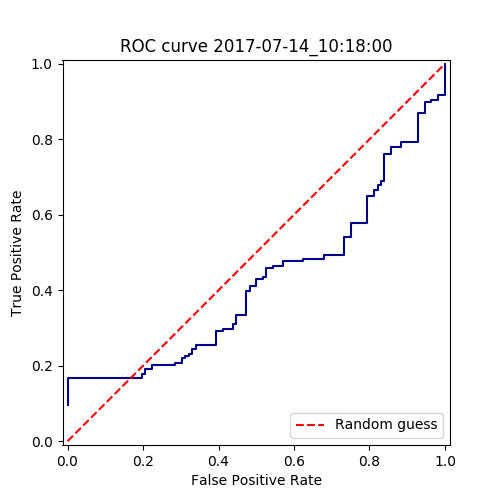 ROC curve 2017-07-14_10:18:00
True Positive Rate
1.0
0.8
0.6
0.4
0.2
0.0
Random guess
0.0 0.2 0.4 0.6 0.8 1.0
False Positive Rate